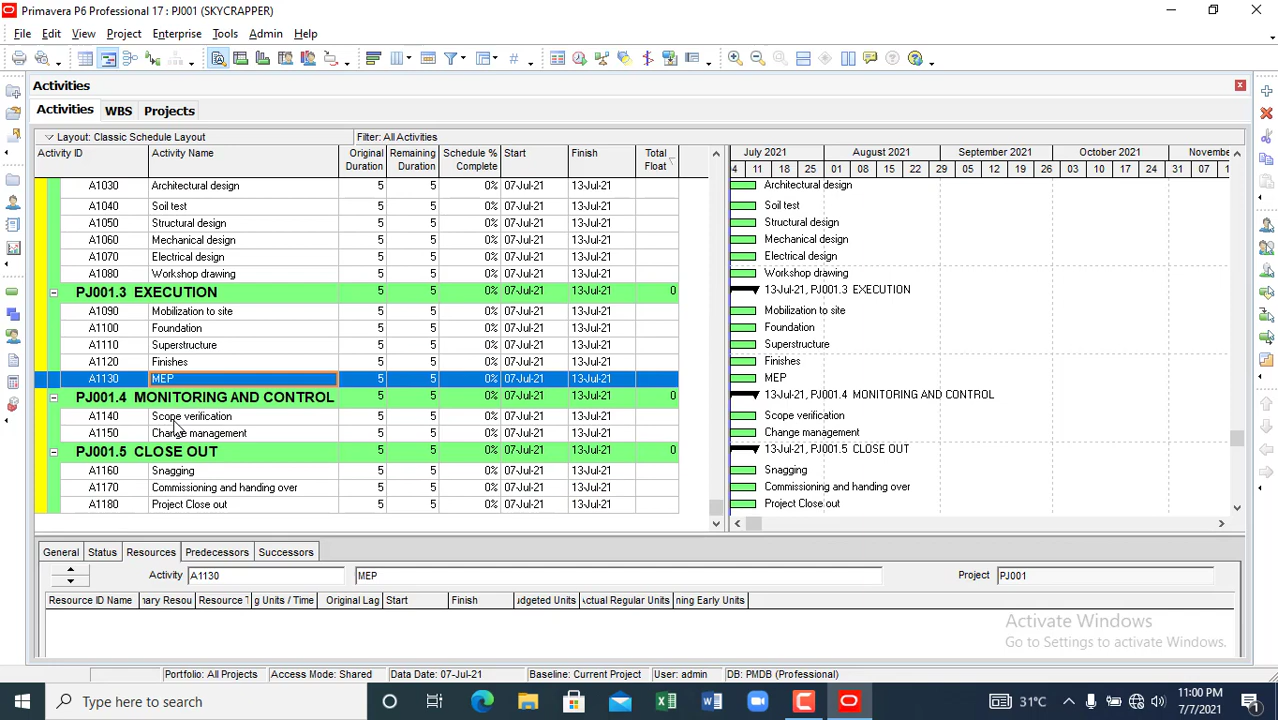 Primavera P6 Professional 17 : PJ001 (SKYCRAPPER)
File Edit View Project Enterprise Tools Admin Help
Activities
Activities WBS Projects
Layout: Classic Schedule Layout Filter: All Activities
Activity ID Activity Name Original Duration Remaining Duration Schedule % Complete Start Finish Total Float
July 2021 August 2021 September 2021 October 2021
4 11 18 25 01 08 15 22 29 05 12 19 26 03 10 17 24 31 07 1
A1030 Architectural design 5 5 0% 07-Jul-21 13-Jul-21 Architectural design
A1040 Soil test 5 5 0% 07-Jul-21 13-Jul-21 Soil test
A1050 Structural design 5 5 0% 07-Jul-21 13-Jul-21 Structural design
A1060 Mechanical design 5 5 0% 07-Jul-21 13-Jul-21 Mechanical design
A1070 Electrical design 5 5 0% 07-Jul-21 13-Jul-21 Electrical design
A1080 Workshop drawing 5 5 0% 07-Jul-21 13-Jul-21 Workshop drawing
PJ001.3 EXECUTION 5 5 0% 07-Jul-21 13-Jul-21 0 13-Jul-21, PJ001.3 EXECUTION
A1090 Mobilization to site 5 5 0% 07-Jul-21 13-Jul-21 Mobilization to site
A1100 Foundation 5 5 0% 07-Jul-21 13-Jul-21 Foundation
A1110 Superstructure 5 5 0% 07-Jul-21 13-Jul-21 Superstructure
A1120 Finishes 5 5 0% 07-Jul-21 13-Jul-21 Finishes
A1130 MEP 5 5 0% 07-Jul-21 13-Jul-21 MEP
PJ001.4 MONITORING AND CONTROL 5 5 0% 07-Jul-21 13-Jul-21 0 13-Jul-21, PJ001.4 MONITORING AND CONTROL
A1140 Scope verification 5 5 0% 07-Jul-21 13-Jul-21 Scope verification
A1150 Change management 5 5 0% 07-Jul-21 13-Jul-21 Change management
PJ001.5 CLOSE OUT 5 5 0% 07-Jul-21 13-Jul-21 0 13-Jul-21, PJ001.5 CLOSE OUT
A1160 Snagging 5 5 0% 07-Jul-21 13-Jul-21 Snagging
A1170 Commissioning and handing over 5 5 0% 07-Jul-21 13-Jul-21 Commissioning and handing over
A1180 Project Close out 5 5 0% 07-Jul-21 13-Jul-21 Project Close out
General Status Resources Predecessors Successors
Activity A1130 MEP Project PJ001
Resource ID Name nary Resou Resource T g Units / Time Original Lag Start Finish udgeted Units Actual Regular Units ning Early Units
Activate Windows
Go to Settings to activate Windows.
Portfolio: All Projects Access Mode: Shared Data Date: 07-Jul-21 Baseline: Current Project User: admin DB: PMDB (Professional)
Type here to search 31°C 11:00 PM
7/7/2021